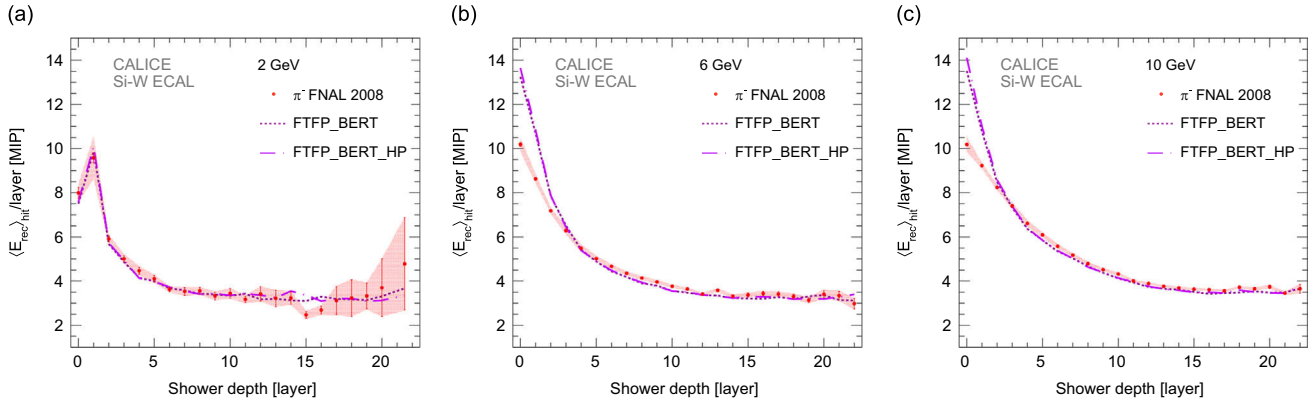 (a)
CALICE
Si-W ECAL
2 GeV
π⁻ FNAL 2008
FTFP_BERT
FTFP_BERT_HP
⟨E_rec⟩_hit/layer [MIP]
14
12
10
8
6
4
2
0 5 10 15 20
Shower depth [layer]
(b)
CALICE
Si-W ECAL
6 GeV
π⁻ FNAL 2008
FTFP_BERT
FTFP_BERT_HP
⟨E_rec⟩_hit/layer [MIP]
14
12
10
8
6
4
2
0 5 10 15 20
Shower depth [layer]
(c)
CALICE
Si-W ECAL
10 GeV
π⁻ FNAL 2008
FTFP_BERT
FTFP_BERT_HP
⟨E_rec⟩_hit/layer [MIP]
14
12
10
8
6
4
2
0 5 10 15 20
Shower depth [layer]